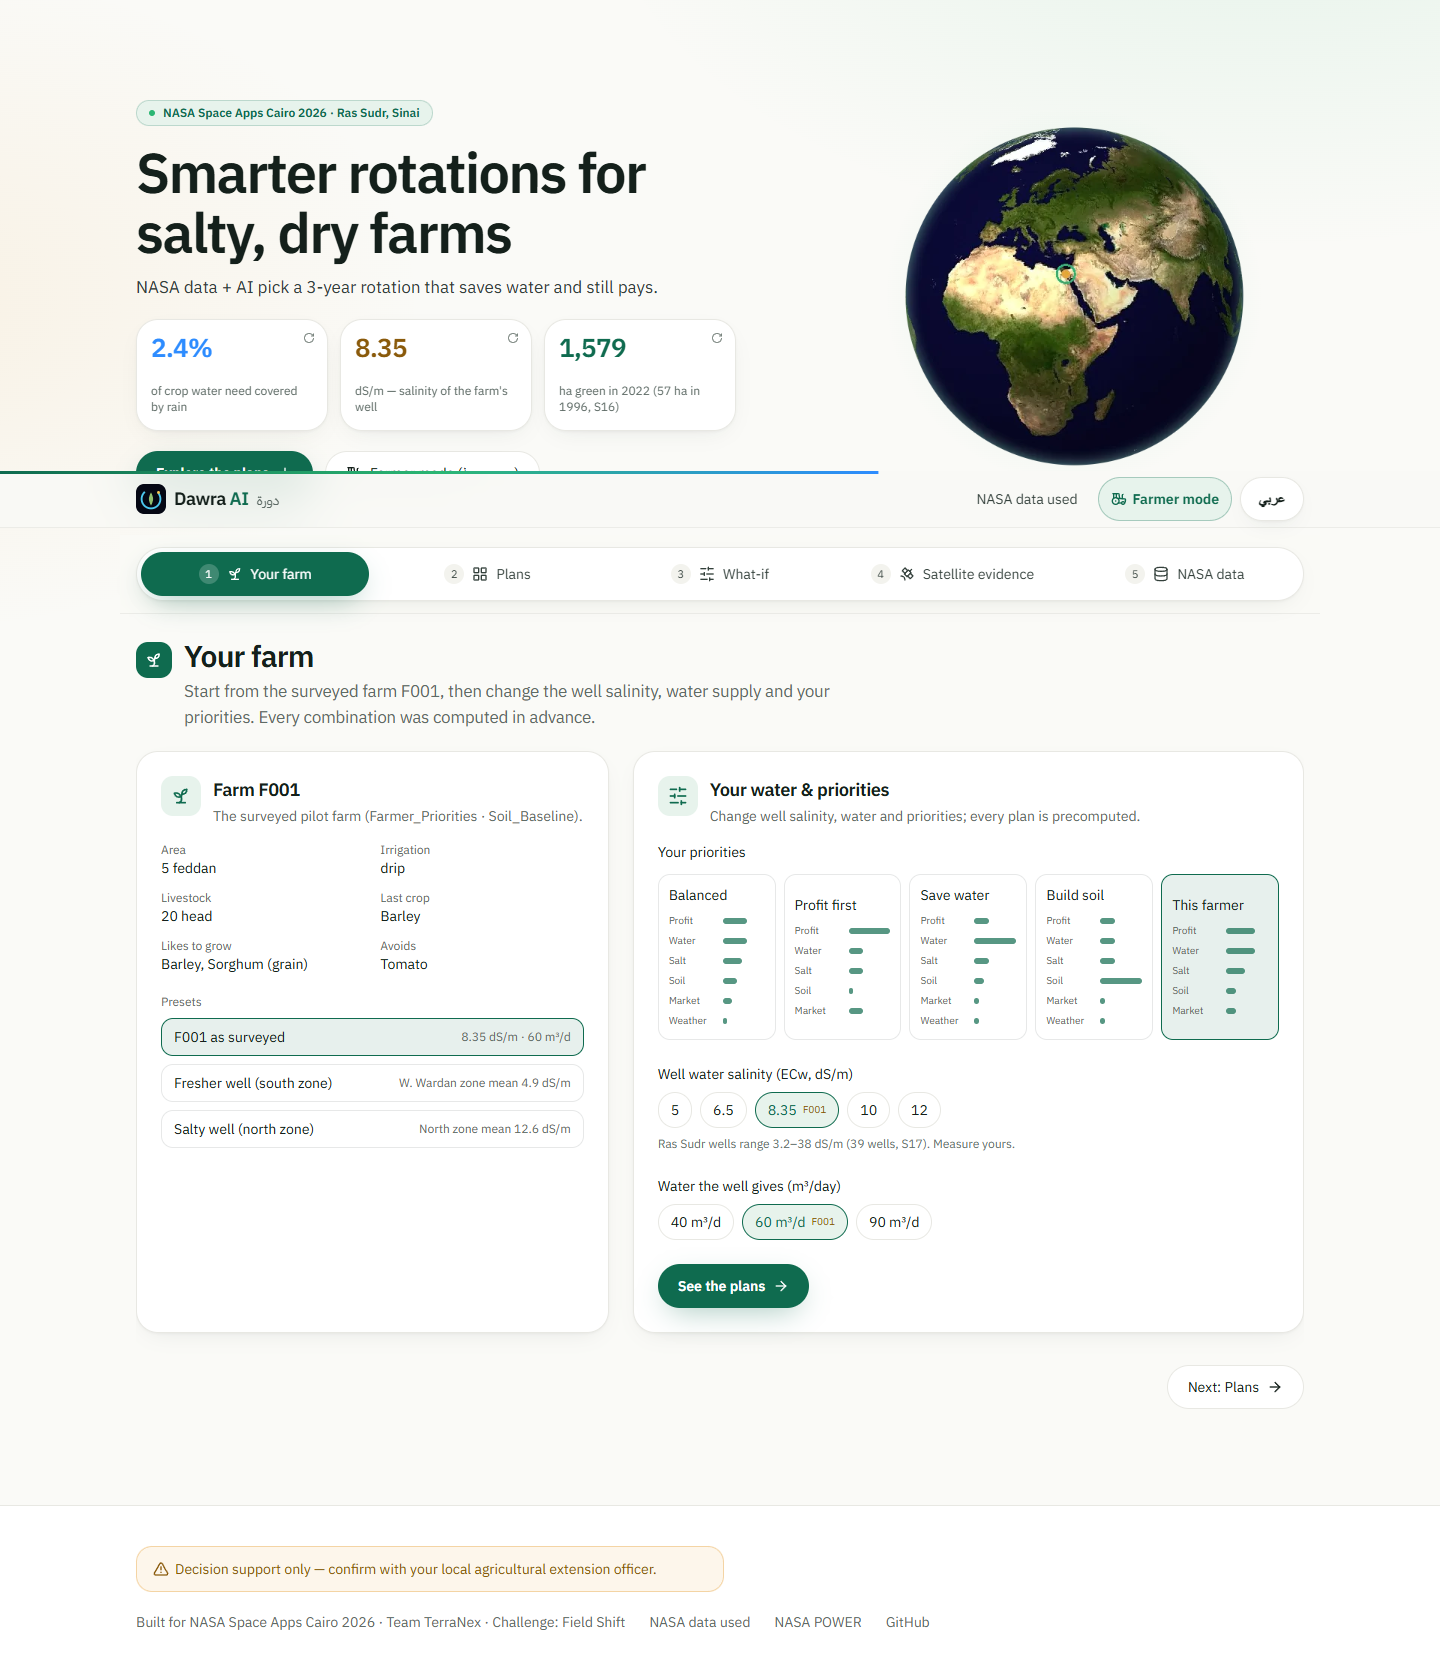 NASA Space Apps Cairo 2026 · Ras Sudr, Sinai
Smarter rotations for
salty, dry farms
NASA data + AI pick a 3-year rotation that saves water and still pays.
2.4%
of crop water need covered
by rain
8.35
dS/m — salinity of the farm's
well
1,579
ha green in 2022 (57 ha in
1996, S16)
Dawra AI دورة
NASA data used
Farmer mode
عربي
1 Your farm
2 Plans
3 What-if
4 Satellite evidence
5 NASA data
Your farm
Start from the surveyed farm F001, then change the well salinity, water supply and your
priorities. Every combination was computed in advance.
Farm F001
The surveyed pilot farm (Farmer_Priorities · Soil_Baseline).
Area
5 feddan
Irrigation
drip
Livestock
20 head
Last crop
Barley
Likes to grow
Barley, Sorghum (grain)
Avoids
Tomato
Presets
F001 as surveyed 8.35 dS/m · 60 m³/d
Fresher well (south zone) W. Wardan zone mean 4.9 dS/m
Salty well (north zone) North zone mean 12.6 dS/m
Your water & priorities
Change well salinity, water and priorities; every plan is precomputed.
Your priorities
Balanced
Profit
Water
Salt
Soil
Market
Weather
Profit first
Profit
Water
Salt
Soil
Market
Save water
Profit
Water
Salt
Soil
Market
Weather
Build soil
Profit
Water
Salt
Soil
Market
Weather
This farmer
Profit
Water
Salt
Soil
Market
Well water salinity (ECw, dS/m)
5 6.5 8.35 F001 10 12
Ras Sudr wells range 3.2–38 dS/m (39 wells, S17). Measure yours.
Water the well gives (m³/day)
40 m³/d 60 m³/d F001 90 m³/d
See the plans
Next: Plans
Decision support only — confirm with your local agricultural extension officer.
Built for NASA Space Apps Cairo 2026 · Team TerraNex · Challenge: Field Shift NASA data used NASA POWER GitHub